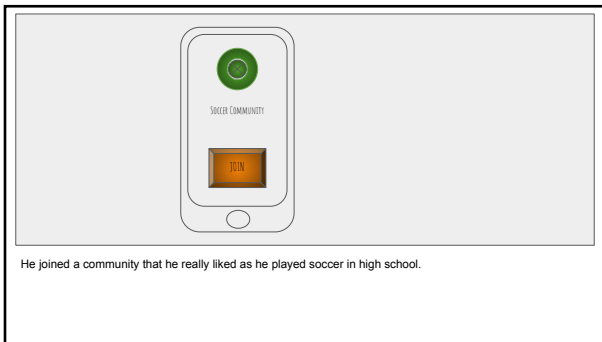 Soccer Community
JOIN
He joined a community that he really liked as he played soccer in high school.